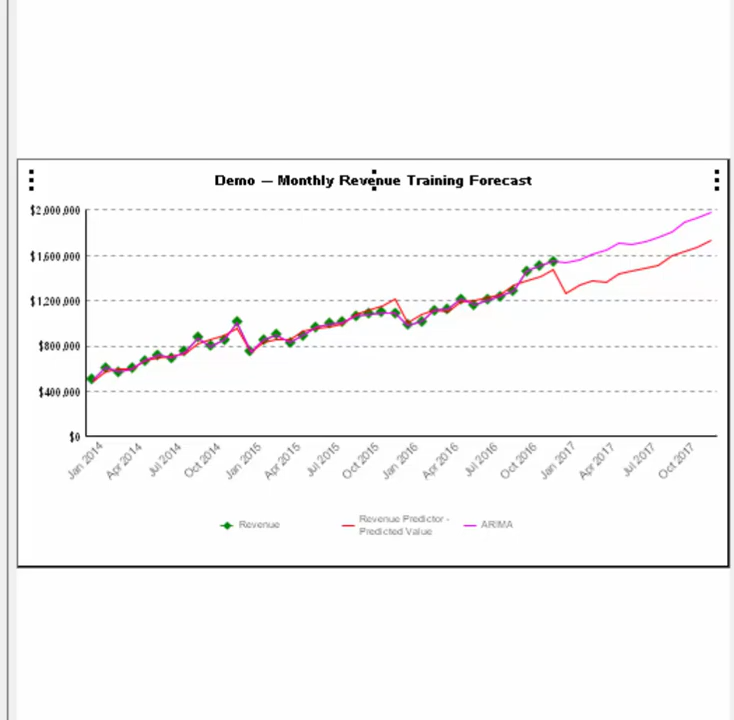 Demo — Monthly Revenue Training Forecast
$2,000,000
$1,600,000
$1,200,000
$800,000
$400,000
$0
Jan 2014
Apr 2014
Jul 2014
Oct 2014
Jan 2015
Apr 2015
Jul 2015
Oct 2015
Jan 2016
Apr 2016
Jul 2016
Oct 2016
Jan 2017
Apr 2017
Jul 2017
Oct 2017
Revenue
Revenue Predictor -
Predicted Value
ARIMA